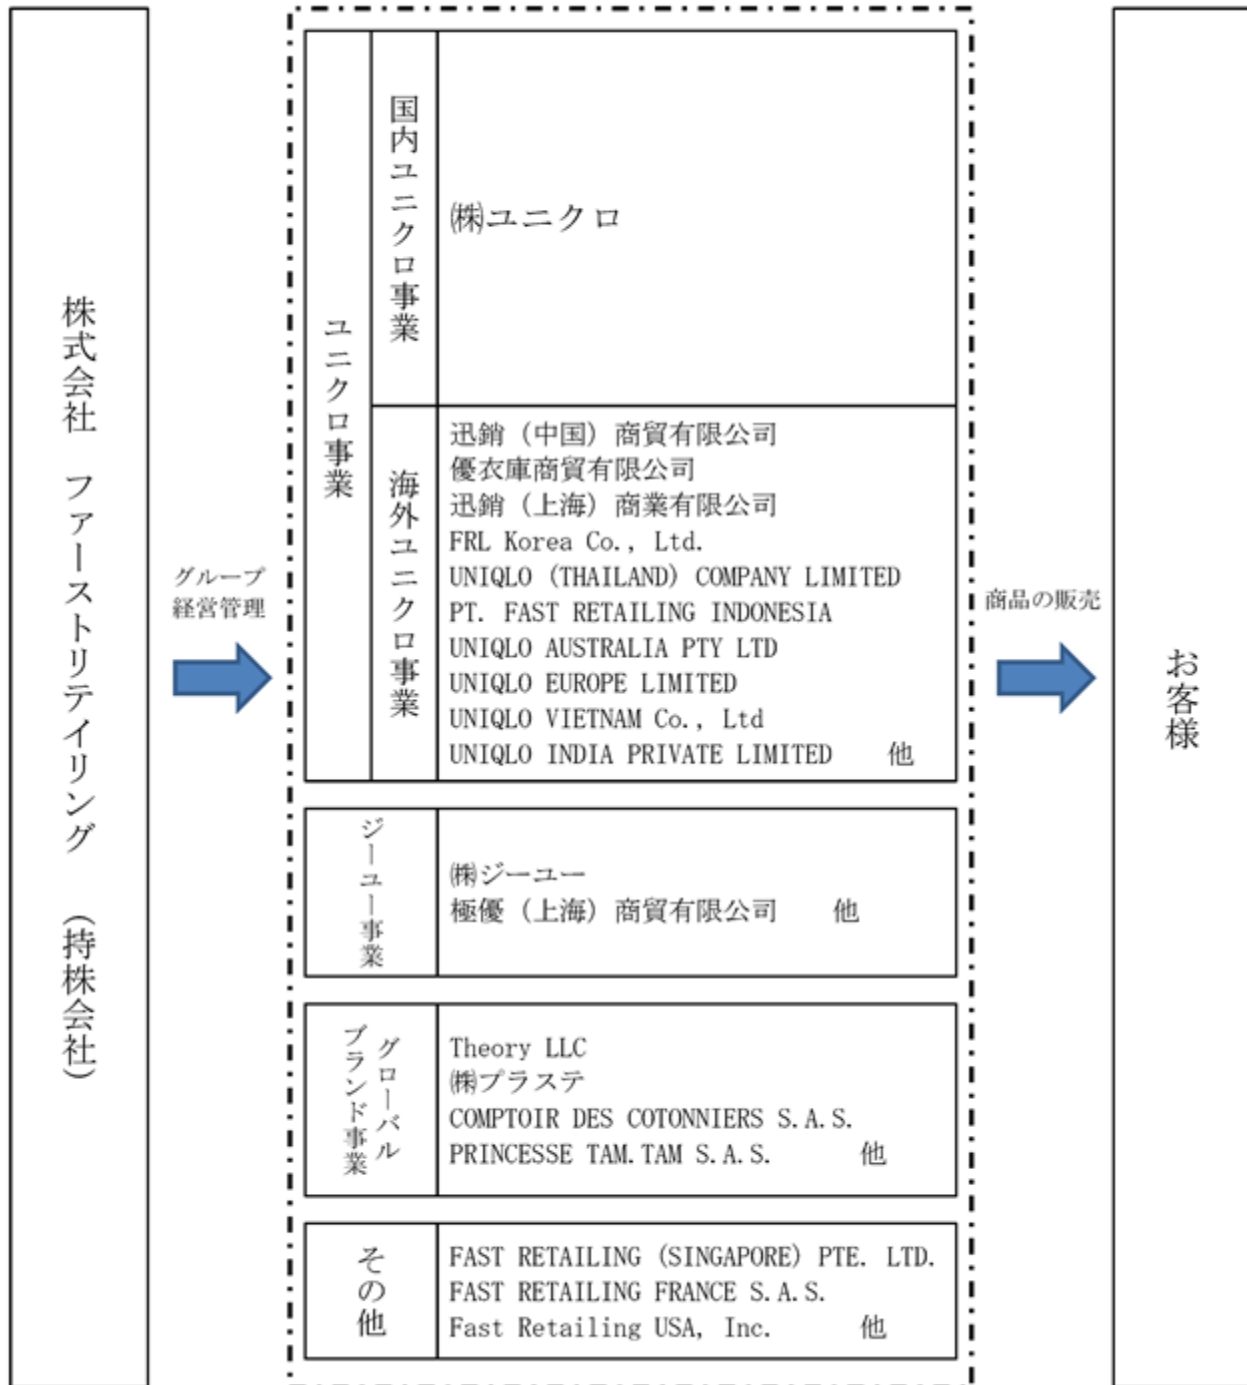 株式会社　ファーストリテイリング　（持株会社）
グループ
経営管理
ユニクロ事業
国内ユニクロ事業
㈱ユニクロ
海外ユニクロ事業
迅銷（中国）商貿有限公司
優衣庫商貿有限公司
迅銷（上海）商業有限公司
FRL Korea Co., Ltd.
UNIQLO (THAILAND) COMPANY LIMITED
PT. FAST RETAILING INDONESIA
UNIQLO AUSTRALIA PTY LTD
UNIQLO EUROPE LIMITED
UNIQLO VIETNAM Co., Ltd
UNIQLO INDIA PRIVATE LIMITED　他
ジーユー事業
㈱ジーユー
極優（上海）商貿有限公司　他
グローバル
ブランド事業
Theory LLC
㈱プラステ
COMPTOIR DES COTONNIERS S.A.S.
PRINCESSE TAM.TAM S.A.S.　他
その他
FAST RETAILING (SINGAPORE) PTE. LTD.
FAST RETAILING FRANCE S.A.S.
Fast Retailing USA, Inc.　他
商品の販売
お客様